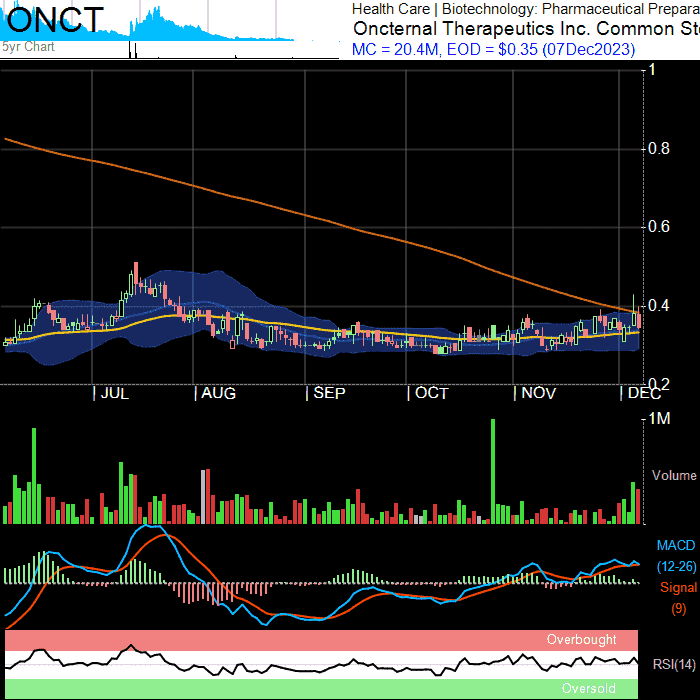 ONCT
5yr Chart
Health Care | Biotechnology: Pharmaceutical Prepara
Oncternal Therapeutics Inc. Common Sto
MC = 20.4M, EOD = $0.35 (07Dec2023)
1
0.8
0.6
0.4
0.2
| JUL | AUG | SEP | OCT | NOV | DEC
1M
Volume
MACD
(12-26)
Signal
(9)
Overbought
RSI(14)
Oversold